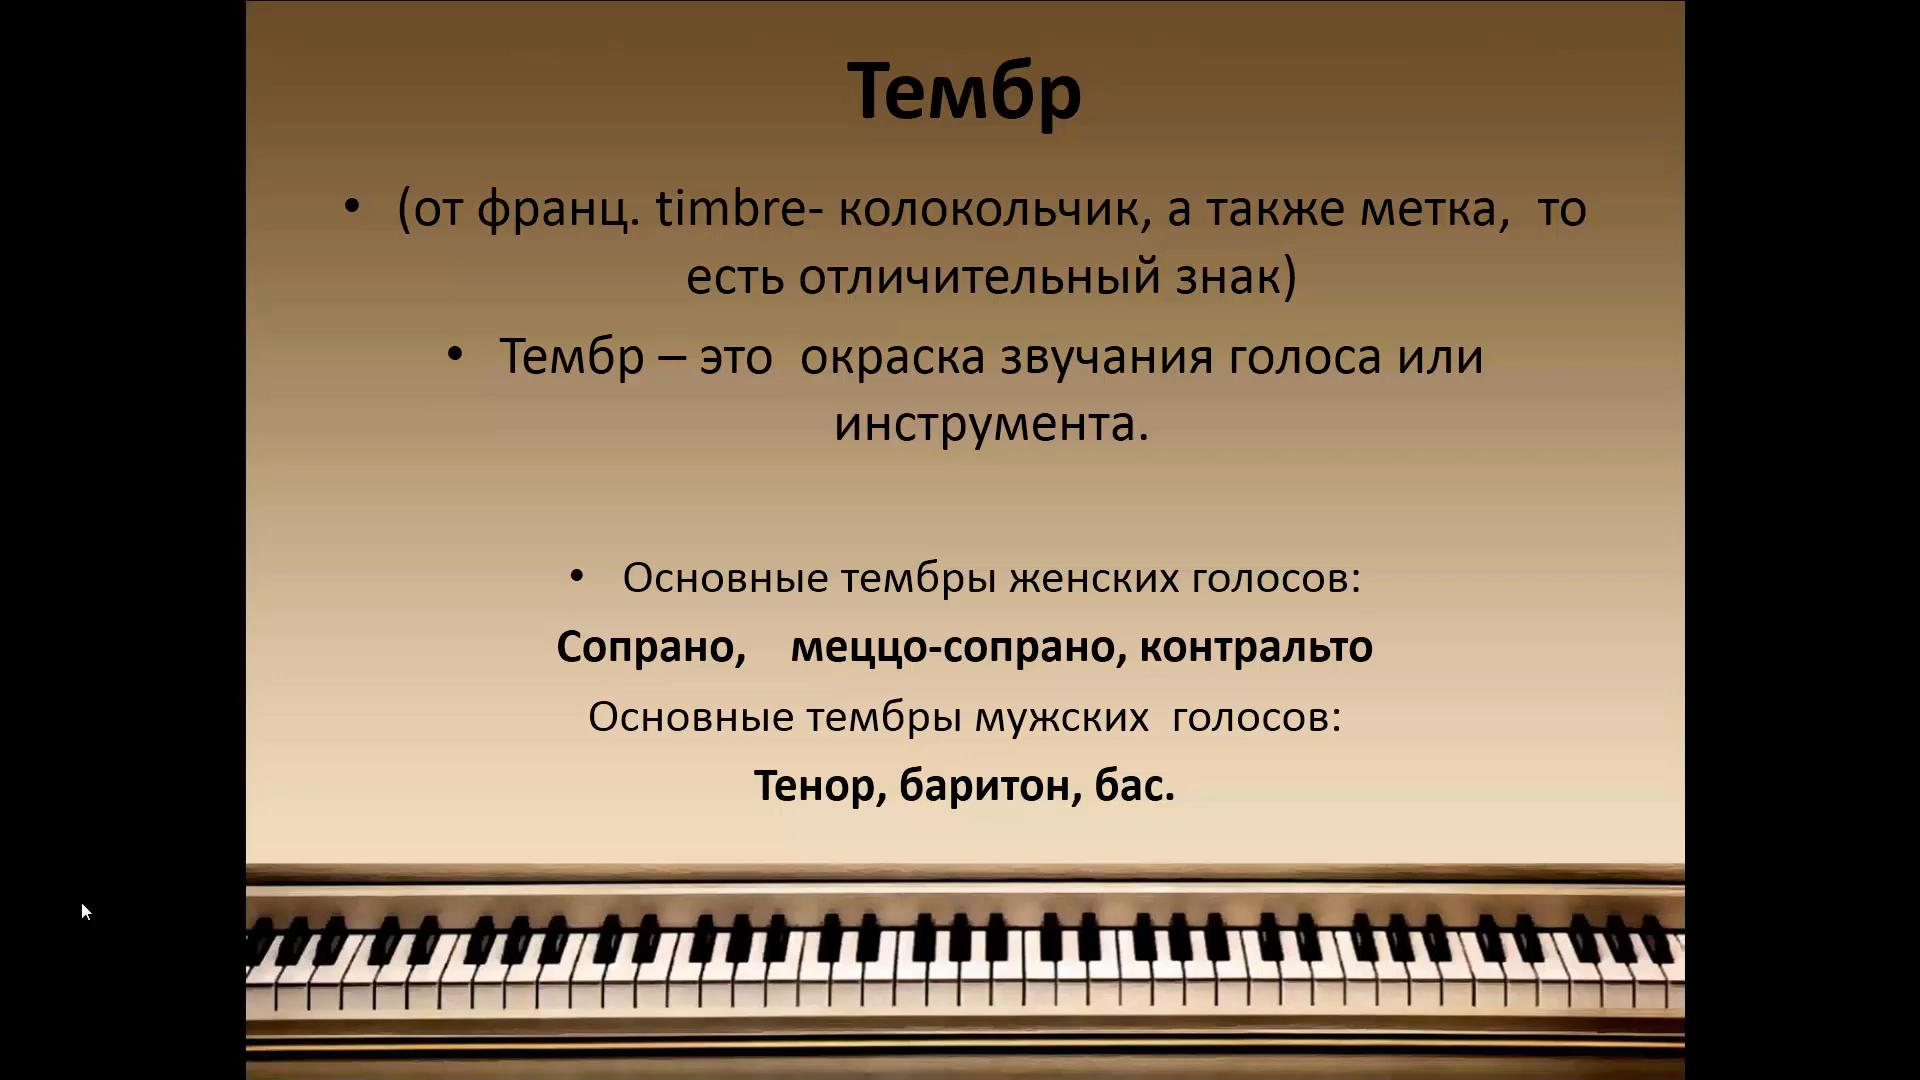 Тембр
• (от франц. timbre- колокольчик, а также метка,  то
есть отличительный знак)
• Тембр – это  окраска звучания голоса или
инструмента.
• Основные тембры женских голосов:
Сопрано,    меццо-сопрано, контральто
Основные тембры мужских  голосов:
Тенор, баритон, бас.